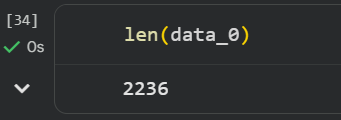 [34]
0s
len(data_0)
2236